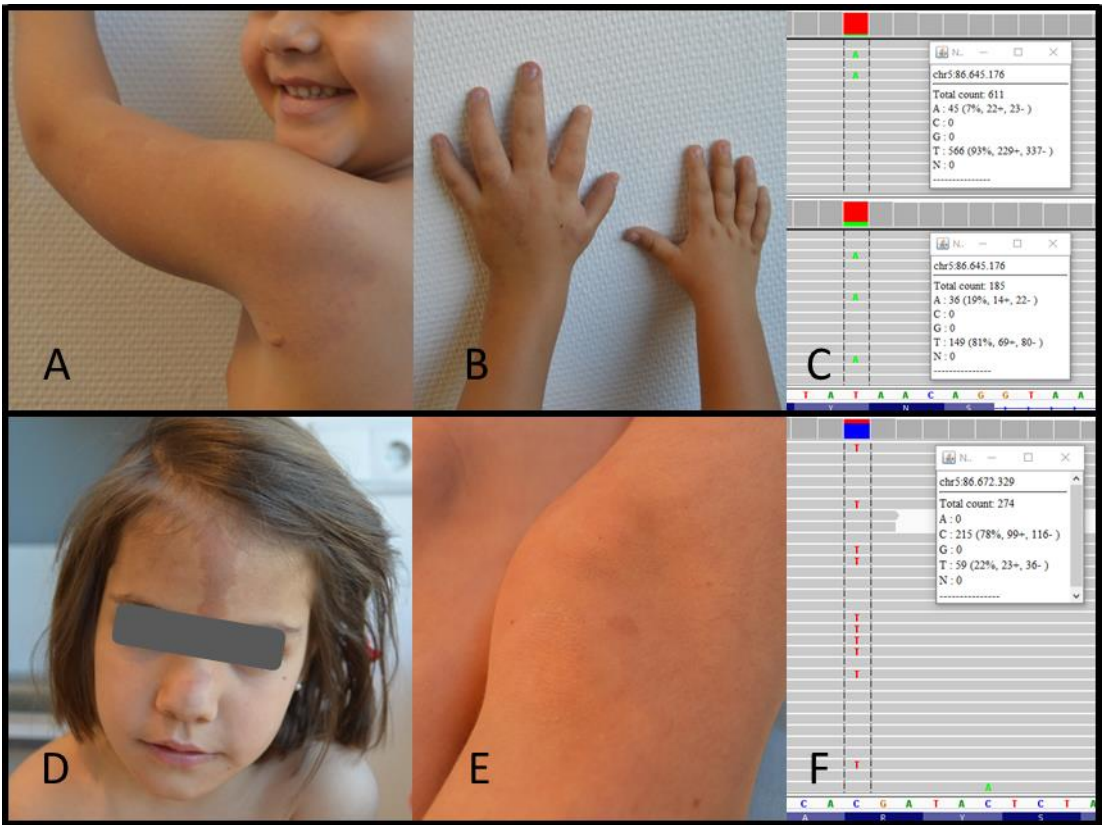 A
B
C
N..
chr5:86.645.176
Total count: 611
A : 45 (7%, 22+, 23- )
C : 0
G : 0
T : 566 (93%, 229+, 337- )
N : 0
---------------
A
A
N..
chr5:86.645.176
Total count: 185
A : 36 (19%, 14+, 22- )
C : 0
G : 0
T : 149 (81%, 69+, 80- )
N : 0
---------------
A
A
A
T A T A A C A G G T A A
Y N S
D
E
F
N..
chr5:86.672.329
Total count: 274
A : 0
C : 215 (78%, 99+, 116- )
G : 0
T : 59 (22%, 23+, 36- )
N : 0
---------------
T
T
T
T
T
T
T
T
T
T
A
C A C G A T A C T C T A
A R Y S